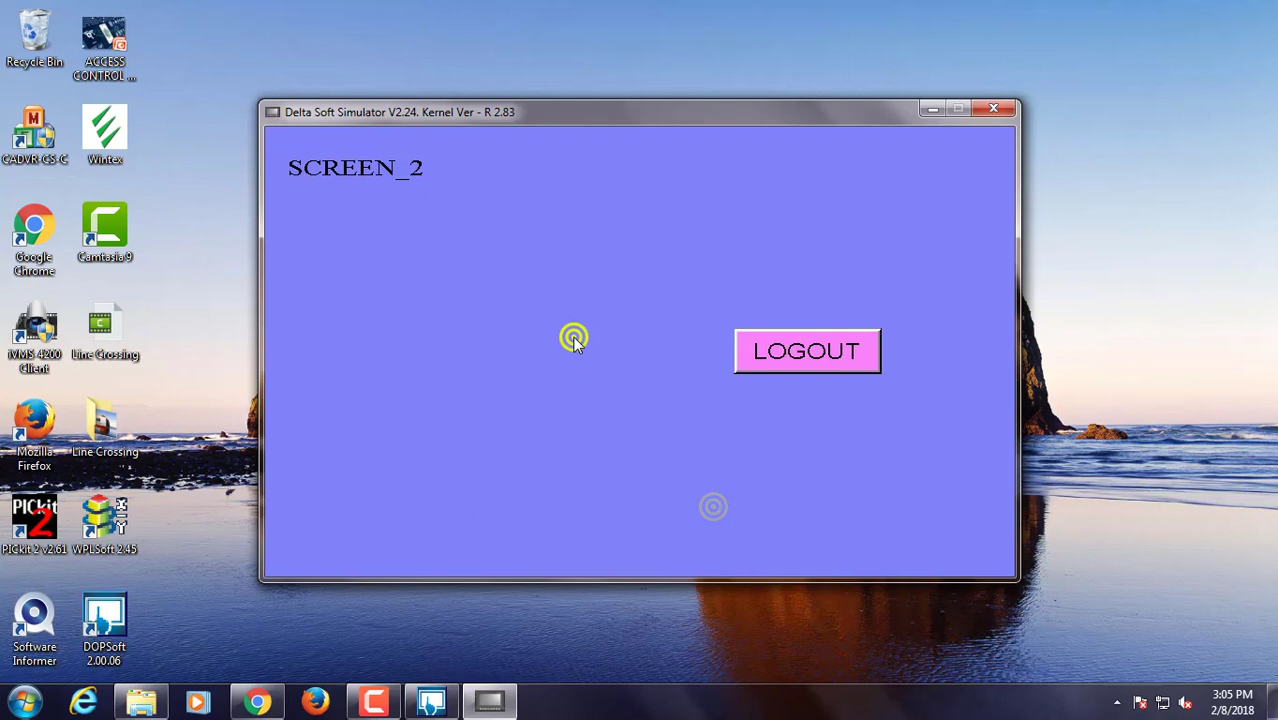 Recycle Bin
ACCESS
CONTROL ...
CADVR-CS-C
Wintex
Google
Chrome
Camtasia 9
iVMS-4200
Client
Line Crossing
Mozilla
Firefox
Line Crossing
PICkit 2 v2.61
WPLSoft 2.45
Software
Informer
DOPSoft
2.00.06
Delta Soft Simulator V2.24. Kernel Ver - R 2.83
SCREEN_2
LOGOUT
3:05 PM
2/8/2018